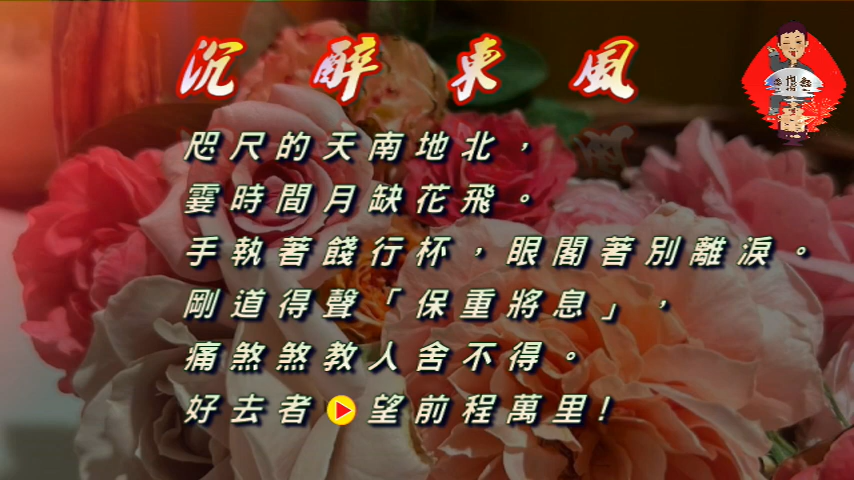 沉醉東風
咫尺的天南地北，
霎時間月缺花飛。
手執著餞行杯，眼閣著別離淚。
剛道得聲「保重將息」，
痛煞煞教人舍不得。
好去者望前程萬里！